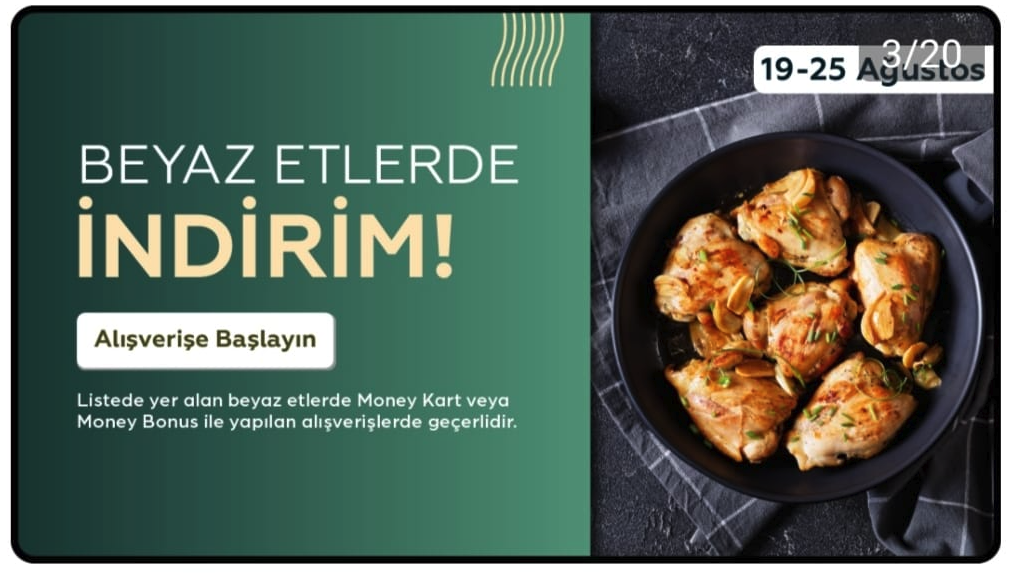 3/20
19-25 Ağustos
BEYAZ ETLERDE
İNDİRİM!
Alışverişe Başlayın
Listede yer alan beyaz etlerde Money Kart veya
Money Bonus ile yapılan alışverişlerde geçerlidir.